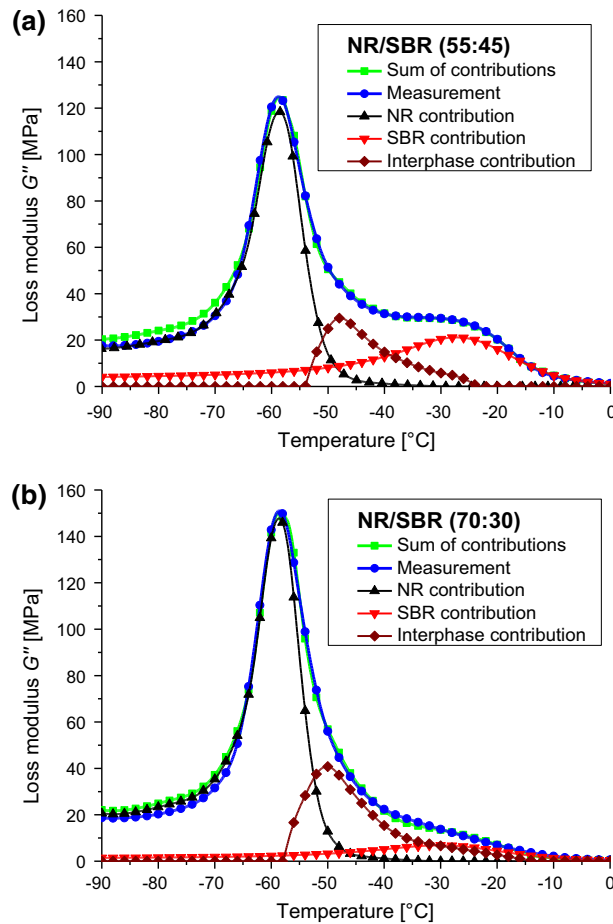 (a)
NR/SBR (55:45)
Sum of contributions
Measurement
NR contribution
SBR contribution
Interphase contribution
Loss modulus G″ [MPa]
160
140
120
100
80
60
40
20
0
-90 -80 -70 -60 -50 -40 -30 -20 -10 0
Temperature [°C]
(b)
NR/SBR (70:30)
Sum of contributions
Measurement
NR contribution
SBR contribution
Interphase contribution
Loss modulus G″ [MPa]
160
140
120
100
80
60
40
20
0
-90 -80 -70 -60 -50 -40 -30 -20 -10 0
Temperature [°C]